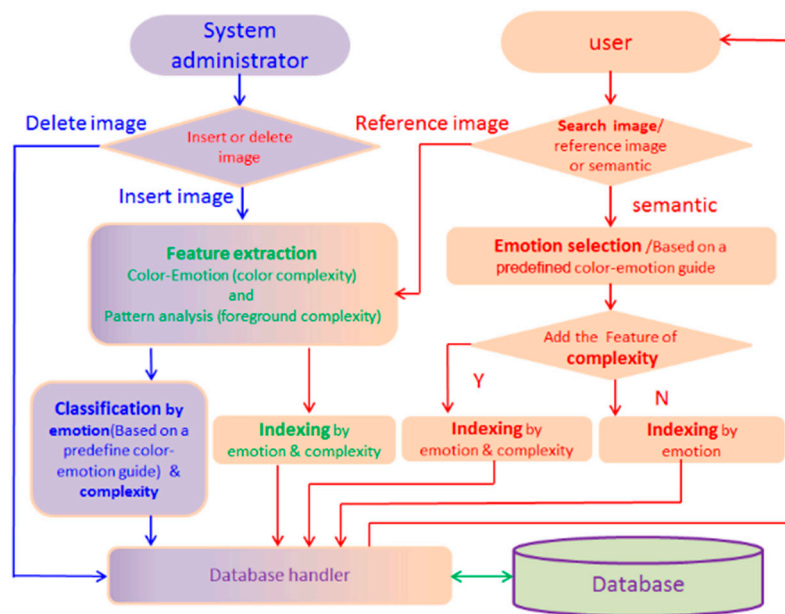 System
administrator
user
Delete image
Insert or delete
image
Reference image
Search image/
reference image
or semantic
Insert image
semantic
Feature extraction
Color-Emotion (color complexity)
and
Pattern analysis (foreground complexity)
Emotion selection /Based on a
predefined color-emotion guide
Add the Feature of
complexity
Y
N
Classification by
emotion(Based on a
predefine color-
emotion guide) &
complexity
Indexing by
emotion & complexity
Indexing by
emotion & complexity
Indexing by
emotion
Database handler
Database